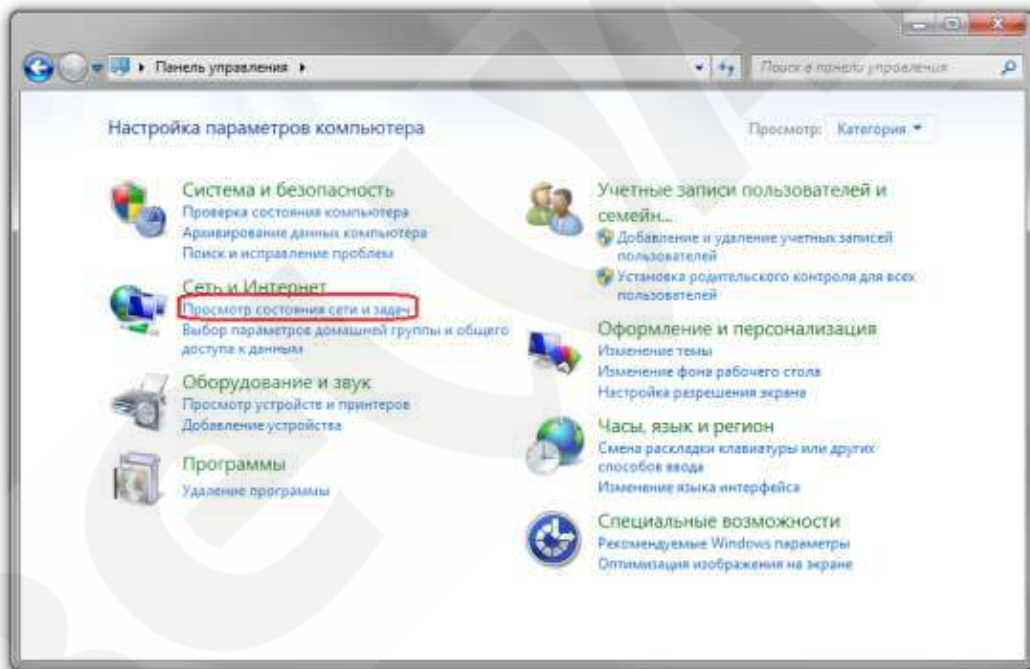 Панель управления
Поиск в панели управления
Настройка параметров компьютера
Просмотр: Категория
Система и безопасность
Проверка состояния компьютера
Архивирование данных компьютера
Поиск и исправление проблем
Сеть и Интернет
Просмотр состояния сети и задач
Выбор параметров домашней группы и общего
доступа к данным
Оборудование и звук
Просмотр устройств и принтеров
Добавление устройства
Программы
Удаление программы
Учетные записи пользователей и
семейн...
Добавление и удаление учетных записей
пользователей
Установка родительского контроля для всех
пользователей
Оформление и персонализация
Изменение темы
Изменение фона рабочего стола
Настройка разрешения экрана
Часы, язык и регион
Смена раскладки клавиатуры или других
способов ввода
Изменение языка интерфейса
Специальные возможности
Рекомендуемые Windows параметры
Оптимизация изображения на экране